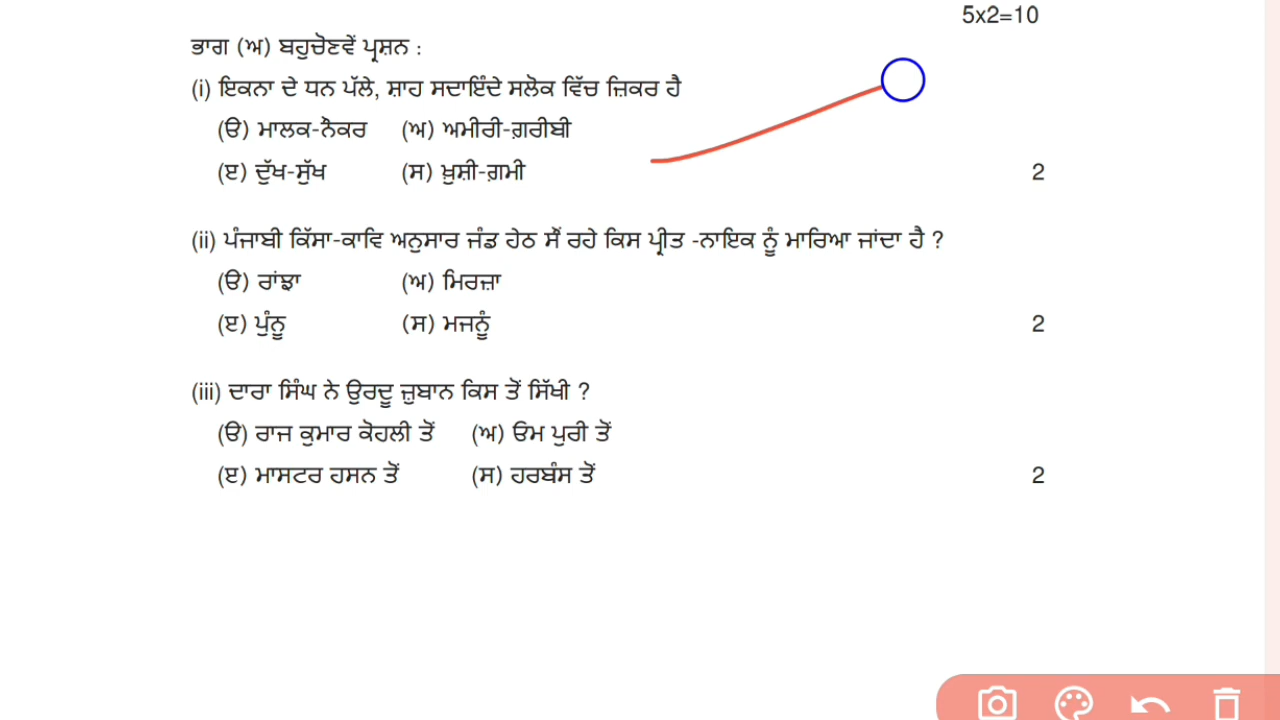 5x2=10
ਭਾਗ (ਅ) ਬਹੁਚੋਣਵੇਂ ਪ੍ਰਸ਼ਨ :
(i) ਇਕਨਾ ਦੇ ਧਨ ਪੱਲੇ, ਸ਼ਾਹ ਸਦਾਇੰਦੇ ਸਲੋਕ ਵਿੱਚ ਜ਼ਿਕਰ ਹੈ
(ੳ) ਮਾਲਕ-ਨੌਕਰ (ਅ) ਅਮੀਰੀ-ਗ਼ਰੀਬੀ
(ੲ) ਦੁੱਖ-ਸੁੱਖ (ਸ) ਖ਼ੁਸ਼ੀ-ਗ਼ਮੀ 2
(ii) ਪੰਜਾਬੀ ਕਿੱਸਾ-ਕਾਵਿ ਅਨੁਸਾਰ ਜੰਡ ਹੇਠ ਸੌਂ ਰਹੇ ਕਿਸ ਪ੍ਰੀਤ -ਨਾਇਕ ਨੂੰ ਮਾਰਿਆ ਜਾਂਦਾ ਹੈ ?
(ੳ) ਰਾਂਝਾ (ਅ) ਮਿਰਜ਼ਾ
(ੲ) ਪੁੰਨੂ (ਸ) ਮਜਨੂੰ 2
(iii) ਦਾਰਾ ਸਿੰਘ ਨੇ ਉਰਦੂ ਜ਼ੁਬਾਨ ਕਿਸ ਤੋਂ ਸਿੱਖੀ ?
(ੳ) ਰਾਜ ਕੁਮਾਰ ਕੋਹਲੀ ਤੋਂ (ਅ) ਓਮ ਪੁਰੀ ਤੋਂ
(ੲ) ਮਾਸਟਰ ਹਸਨ ਤੋਂ (ਸ) ਹਰਬੰਸ ਤੋਂ 2